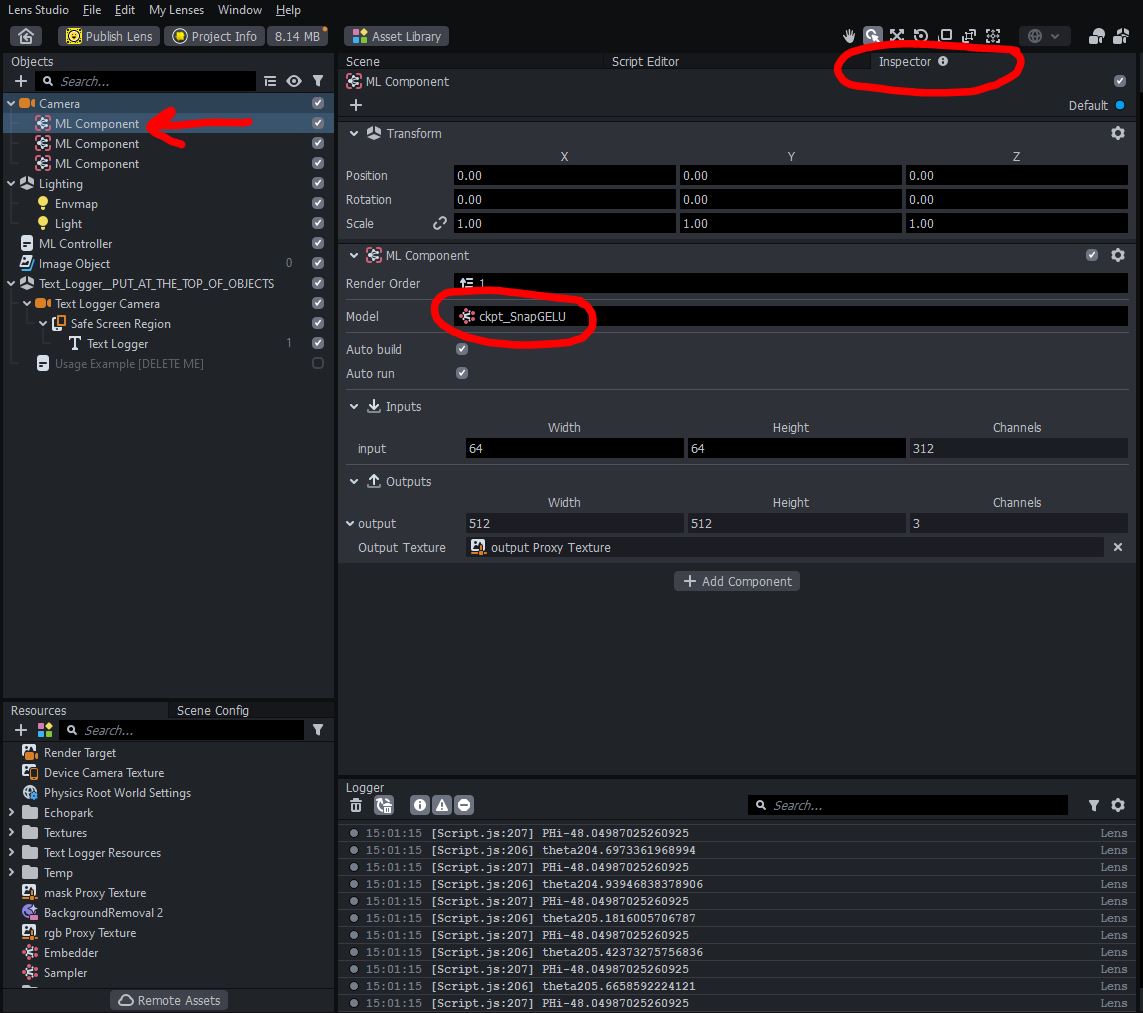 Lens Studio File Edit My Lenses Window Help
Publish Lens Project Info 8.14 MB Asset Library
Objects
Search...
Camera
ML Component
ML Component
ML Component
Lighting
Envmap
Light
ML Controller
Image Object 0
Text_Logger__PUT_AT_THE_TOP_OF_OBJECTS
Text Logger Camera
Safe Screen Region
Text Logger 1
Usage Example [DELETE ME]
Scene Script Editor Inspector
ML Component
Default
Transform
X Y Z
Position 0.00 0.00 0.00
Rotation 0.00 0.00 0.00
Scale 1.00 1.00 1.00
ML Component
Render Order 1
Model ckpt_SnapGELU
Auto build
Auto run
Inputs
Width Height Channels
input 64 64 312
Outputs
Width Height Channels
output 512 512 3
Output Texture output Proxy Texture
Add Component
Resources Scene Config
Search...
Render Target
Device Camera Texture
Physics Root World Settings
Echopark
Textures
Text Logger Resources
Temp
mask Proxy Texture
BackgroundRemoval 2
rgb Proxy Texture
Embedder
Sampler
Remote Assets
Logger
Search...
15:01:15 [Script.js:207] PHi-48.04987025260925 Lens
15:01:15 [Script.js:206] theta204.6973361968994 Lens
15:01:15 [Script.js:207] PHi-48.04987025260925 Lens
15:01:15 [Script.js:206] theta204.93946838378906 Lens
15:01:15 [Script.js:207] PHi-48.04987025260925 Lens
15:01:15 [Script.js:206] theta205.1816005706787 Lens
15:01:15 [Script.js:207] PHi-48.04987025260925 Lens
15:01:15 [Script.js:206] theta205.42373275756836 Lens
15:01:15 [Script.js:207] PHi-48.04987025260925 Lens
15:01:15 [Script.js:206] theta205.6658592224121 Lens
15:01:15 [Script.js:207] PHi-48.04987025260925 Lens